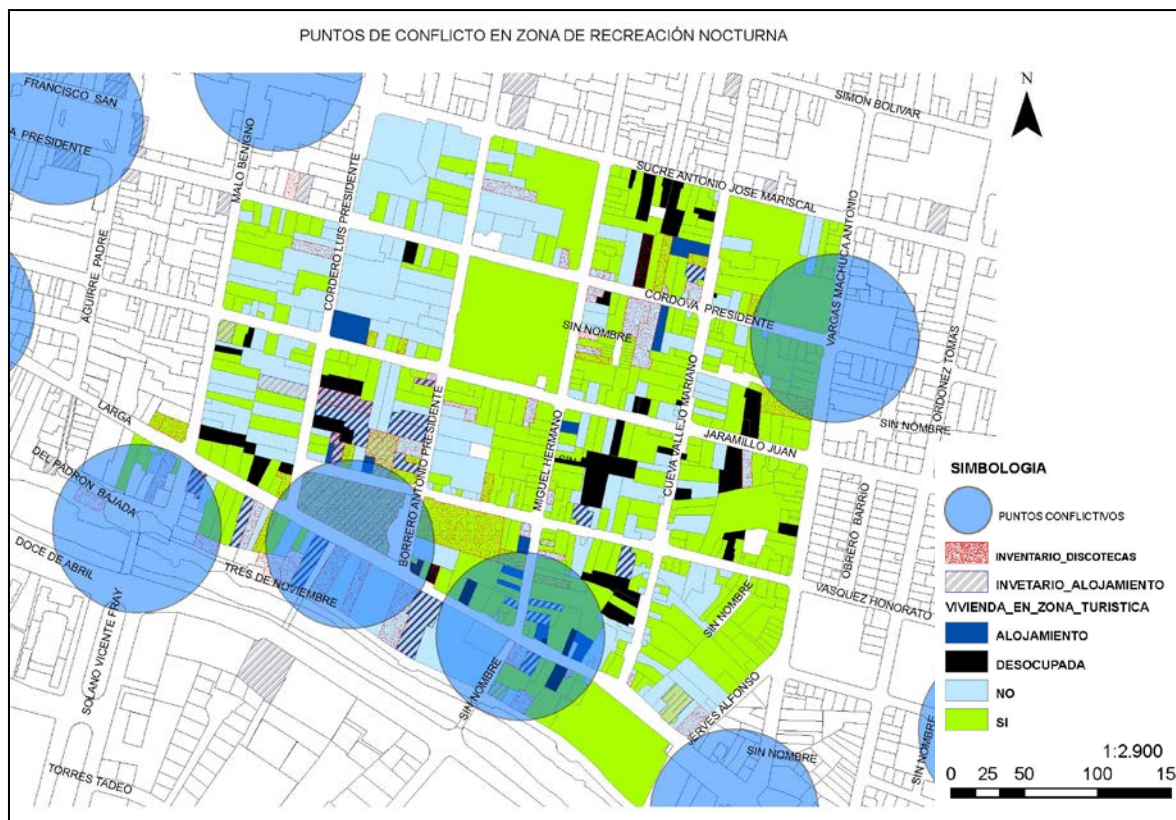 PUNTOS DE CONFLICTO EN ZONA DE RECREACIÓN NOCTURNA
N
FRANCISCO SAN
A PRESIDENTE
SIMON BOLIVAR
MALO BENIGNO
SUCRE ANTONIO JOSE MARISCAL
CORDERO LUIS PRESIDENTE
VARGAS MACHUCA ANTONIO
AGUIRRE PADRE
CORDOVA PRESIDENTE
SIN NOMBRE
ORDONEZ TOMAS
CUEVA VALLEJO MARIANO
SIN NOMBRE
LARGA
BORRERO ANTONIO PRESIDENTE
MIGUEL HERMANO
JARAMILLO JUAN
SIN
DEL PADRON BAJADA
OBRERO BARRIO
DOCE DE ABRIL
TRES DE NOVIEMBRE
VASQUEZ HONORATO
SIN NOMBRE
SOLANO VICENTE FRAY
SIN NOMBRE
JERVES ALFONSO
SIN NOMBRE
SIN NOMBRE
TORRES TADEO
SIMBOLOGIA
PUNTOS CONFLICTIVOS
INVENTARIO_DISCOTECAS
INVETARIO_ALOJAMIENTO
VIVIENDA_EN_ZONA_TURISTICA
ALOJAMIENTO
DESOCUPADA
NO
SI
1:2.900
0 25 50 100 15